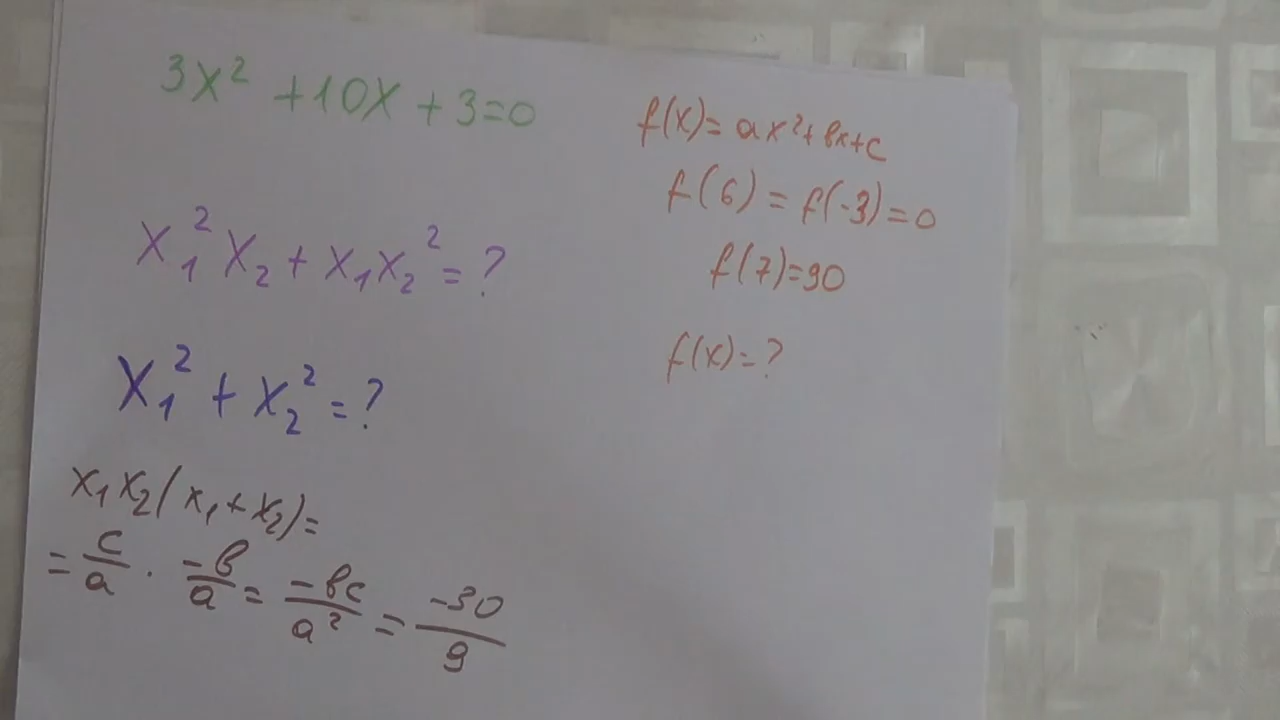 3x² + 10x + 3 = 0
x₁²x₂ + x₁x₂² = ?
x₁² + x₂² = ?
x₁x₂(x₁ + x₂) =
= c/a · -b/a = -bc/a² = -30/9
f(x) = ax² + bx + c
f(6) = f(-3) = 0
f(7) = 90
f(x) = ?